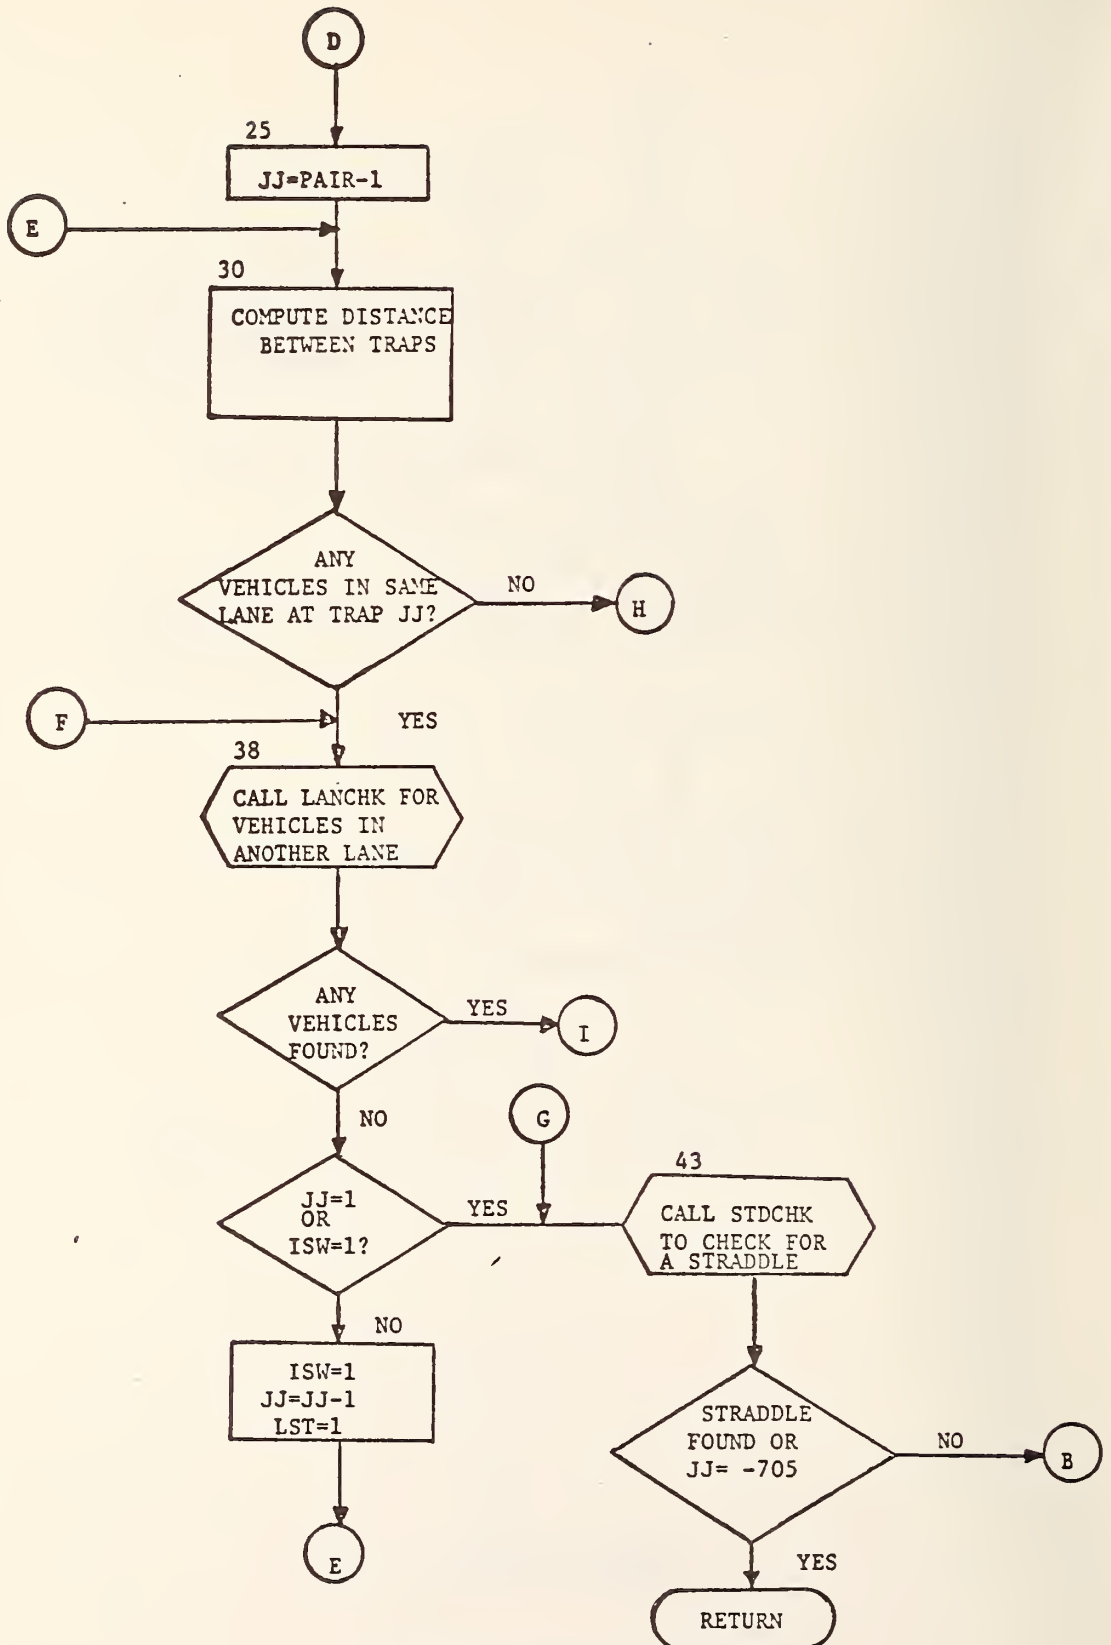 D
25
JJ=PAIR-1
E
30
COMPUTE DISTANCE
BETWEEN TRAPS
ANY
VEHICLES IN SAME
LANE AT TRAP JJ?
NO
H
F
YES
38
CALL LANCHK FOR
VEHICLES IN
ANOTHER LANE
ANY
VEHICLES
FOUND?
YES
I
NO
G
JJ=1
OR
ISW=1?
YES
43
CALL STDCHK
TO CHECK FOR
A STRADDLE
NO
ISW=1
JJ=JJ-1
LST=1
E
STRADDLE
FOUND OR
JJ= -705
NO
B
YES
RETURN